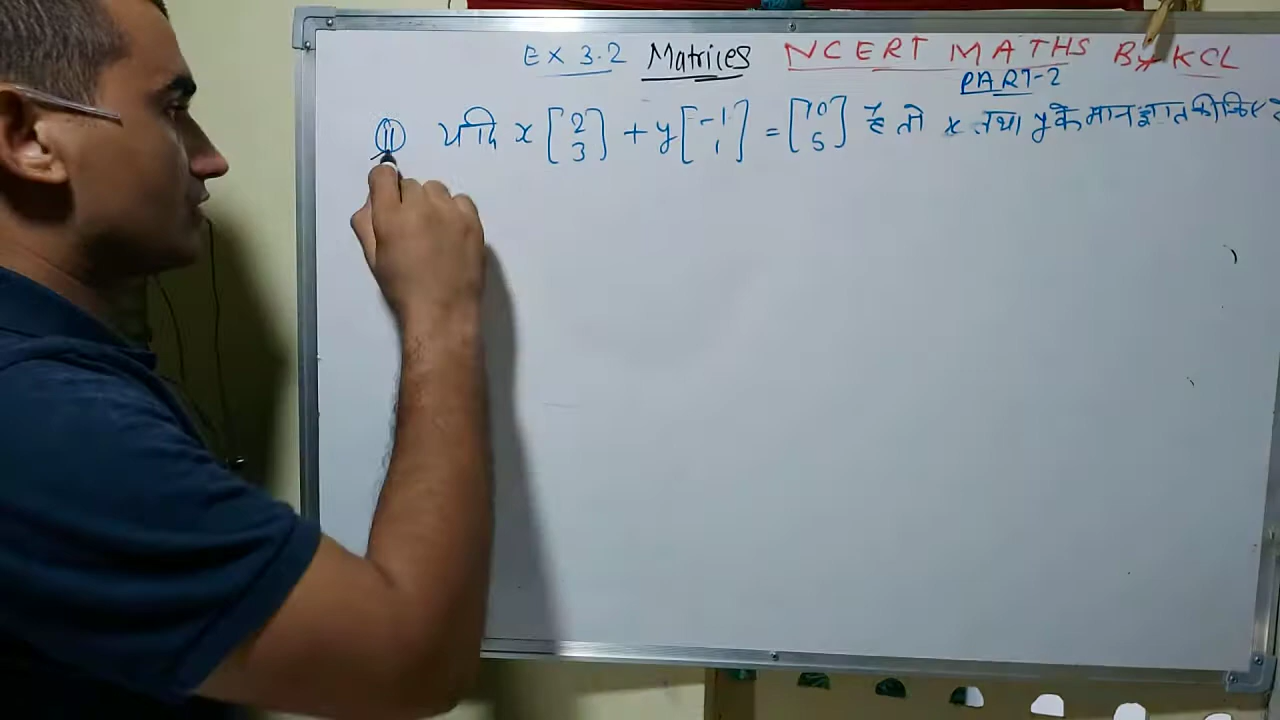 EX 3.2 Matrices NCERT MATHS By KCL
PART-2
11 यदि x [2 3] + y [-1 1] = [10 5] है तो x तथा y के मान ज्ञात कीजिए